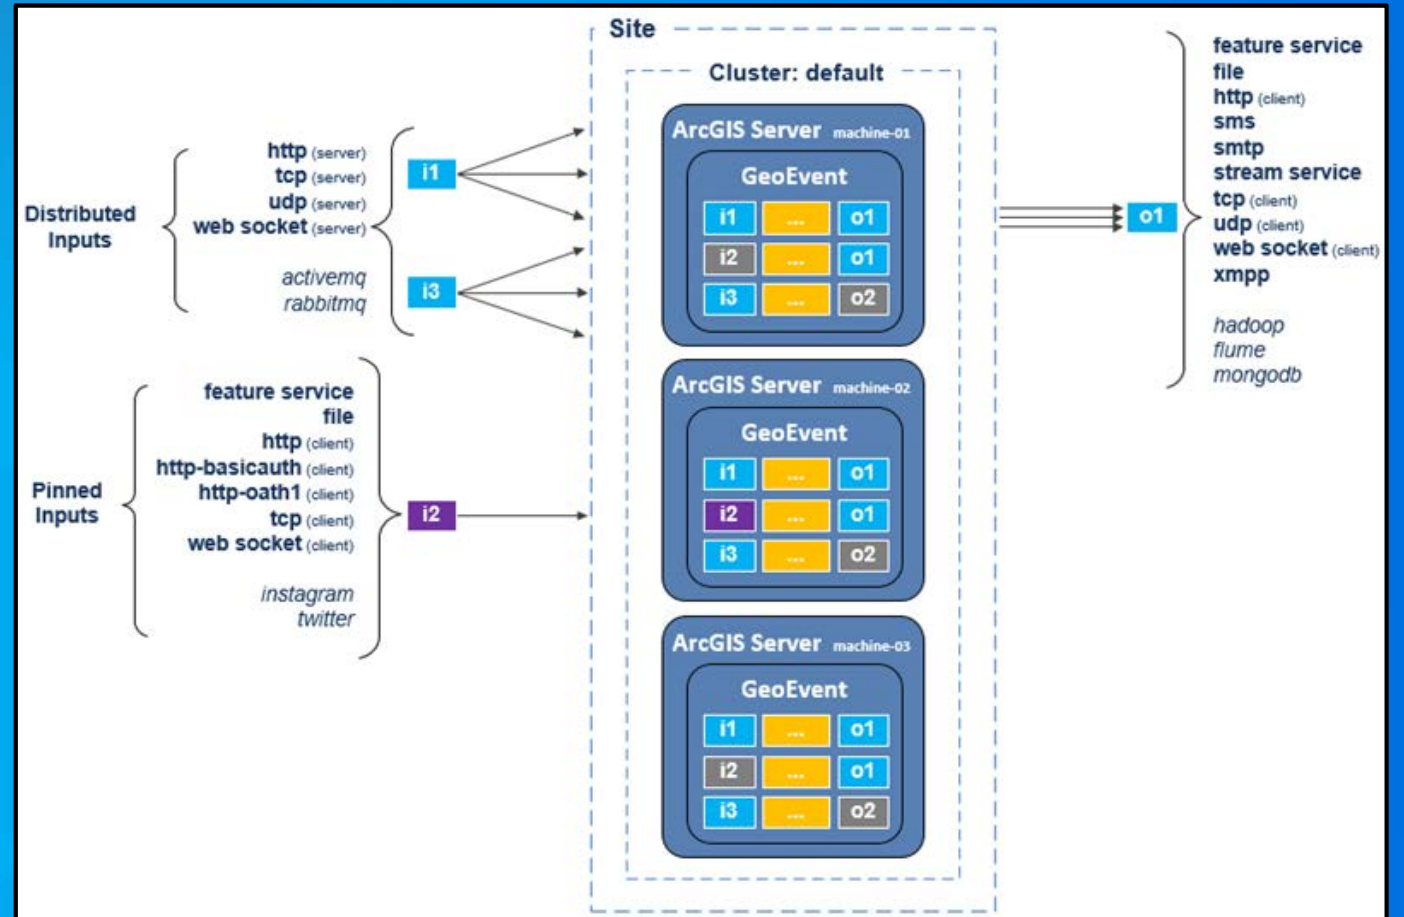 Site
Cluster: default
ArcGIS Server machine-01
GeoEvent
i1 ... o1
i2 ... o1
i3 ... o2
ArcGIS Server machine-02
GeoEvent
i1 ... o1
i2 ... o1
i3 ... o2
ArcGIS Server machine-03
GeoEvent
i1 ... o1
i2 ... o1
i3 ... o2
Distributed
Inputs
http (server)
tcp (server)
udp (server)
web socket (server)
activemq
rabbitmq
i1
i3
Pinned
Inputs
feature service
file
http (client)
http-basicauth (client)
http-oath1 (client)
tcp (client)
web socket (client)
instagram
twitter
i2
o1
feature service
file
http (client)
sms
smtp
stream service
tcp (client)
udp (client)
web socket (client)
xmpp
hadoop
flume
mongodb